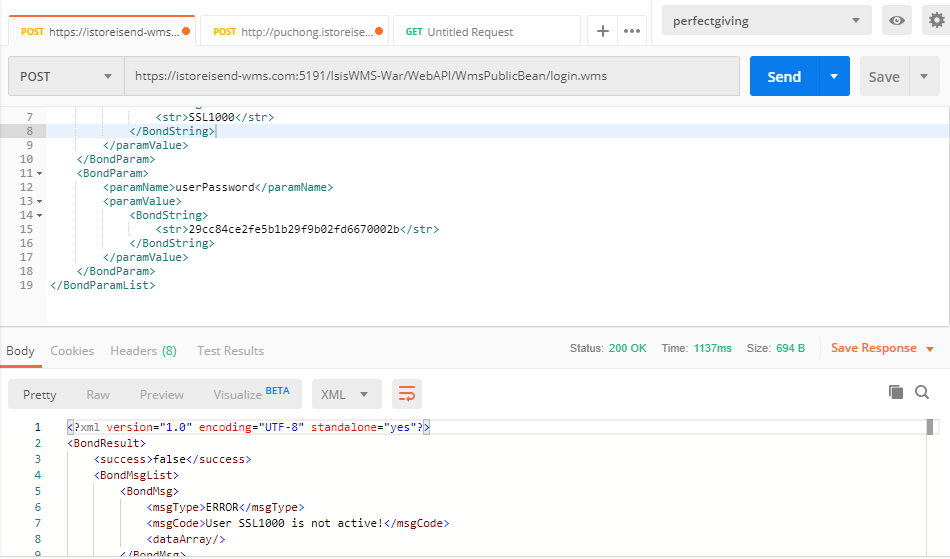 POST https://istoreisend-wms... POST http://puchong.istoreise... GET Untitled Request + ••• perfectgiving
POST https://istoreisend-wms.com:5191/IsisWMS-War/WebAPI/WmsPublicBean/login.wms Send Save
7 <str>SSL1000</str>
8 </BondString>
9 </paramValue>
10 </BondParam>
11 <BondParam>
12 <paramName>userPassword</paramName>
13 <paramValue>
14 <BondString>
15 <str>29cc84ce2fe5b1b29f9b02fd6670002b</str>
16 </BondString>
17 </paramValue>
18 </BondParam>
19 </BondParamList>
Body Cookies Headers (8) Test Results Status: 200 OK Time: 1137ms Size: 694 B Save Response
Pretty Raw Preview Visualize BETA XML
1 <?xml version="1.0" encoding="UTF-8" standalone="yes"?>
2 <BondResult>
3 <success>false</success>
4 <BondMsgList>
5 <BondMsg>
6 <msgType>ERROR</msgType>
7 <msgCode>User SSL1000 is not active!</msgCode>
8 <dataArray/>
9 </BondMsg>